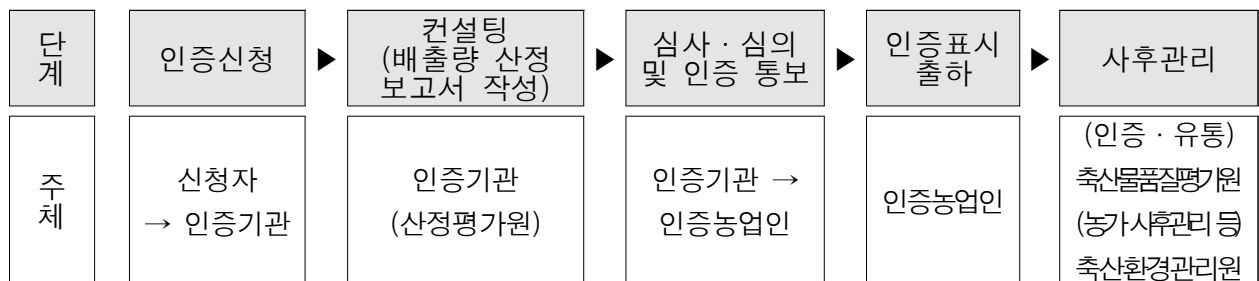 단
계
인증신청
▶
컨설팅
(배출량 산정
보고서 작성)
▶
심사 · 심의
및 인증 통보
▶
인증표시
출하
▶
사후관리
주
체
신청자
→ 인증기관
인증기관
(산정평가원)
인증기관 →
인증농업인
인증농업인
(인증 · 유통)
축산물품질평가원
(농가 사후관리 등)
축산환경관리원